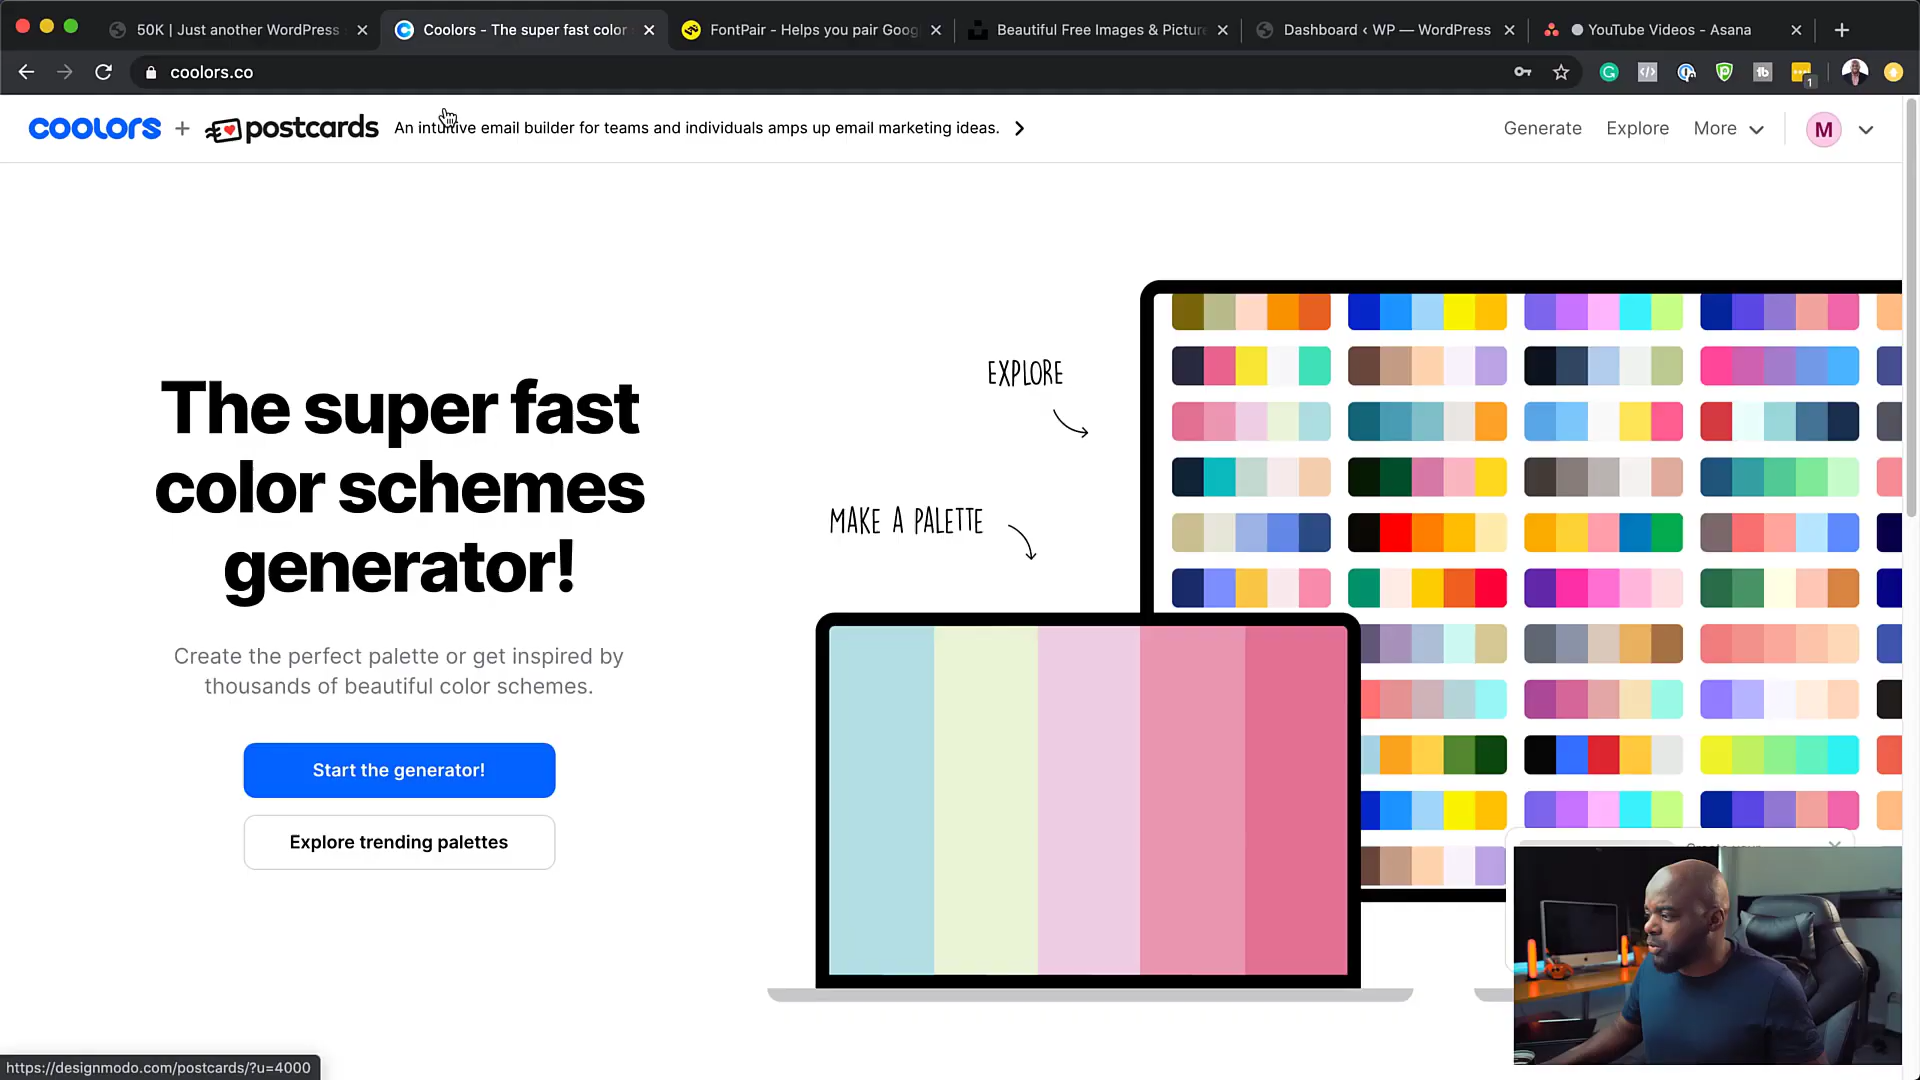 50K | Just another WordPress
Coolors - The super fast color
FontPair - Helps you pair Goog
Beautiful Free Images & Picture
Dashboard ‹ WP — WordPress
YouTube Videos - Asana
coolors.co
tb
1
coolors + postcards An intuitive email builder for teams and individuals amps up email marketing ideas.
Generate
Explore
More
M
The super fast
color schemes
generator!
Create the perfect palette or get inspired by
thousands of beautiful color schemes.
Start the generator!
Explore trending palettes
EXPLORE
MAKE A PALETTE
https://designmodo.com/postcards/?u=4000